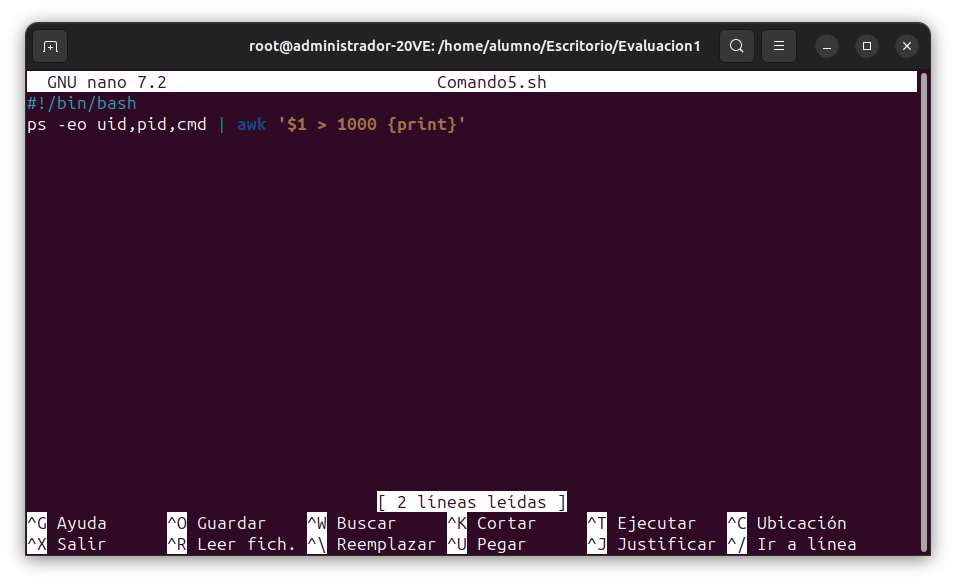 root@administrador-20VE: /home/alumno/Escritorio/Evaluacion1
GNU nano 7.2 Comando5.sh
#!/bin/bash
ps -eo uid,pid,cmd | awk '$1 > 1000 {print}'
[ 2 líneas leídas ]
^G Ayuda ^O Guardar ^W Buscar ^K Cortar ^T Ejecutar ^C Ubicación
^X Salir ^R Leer fich. ^\ Reemplazar ^U Pegar ^J Justificar ^/ Ir a línea